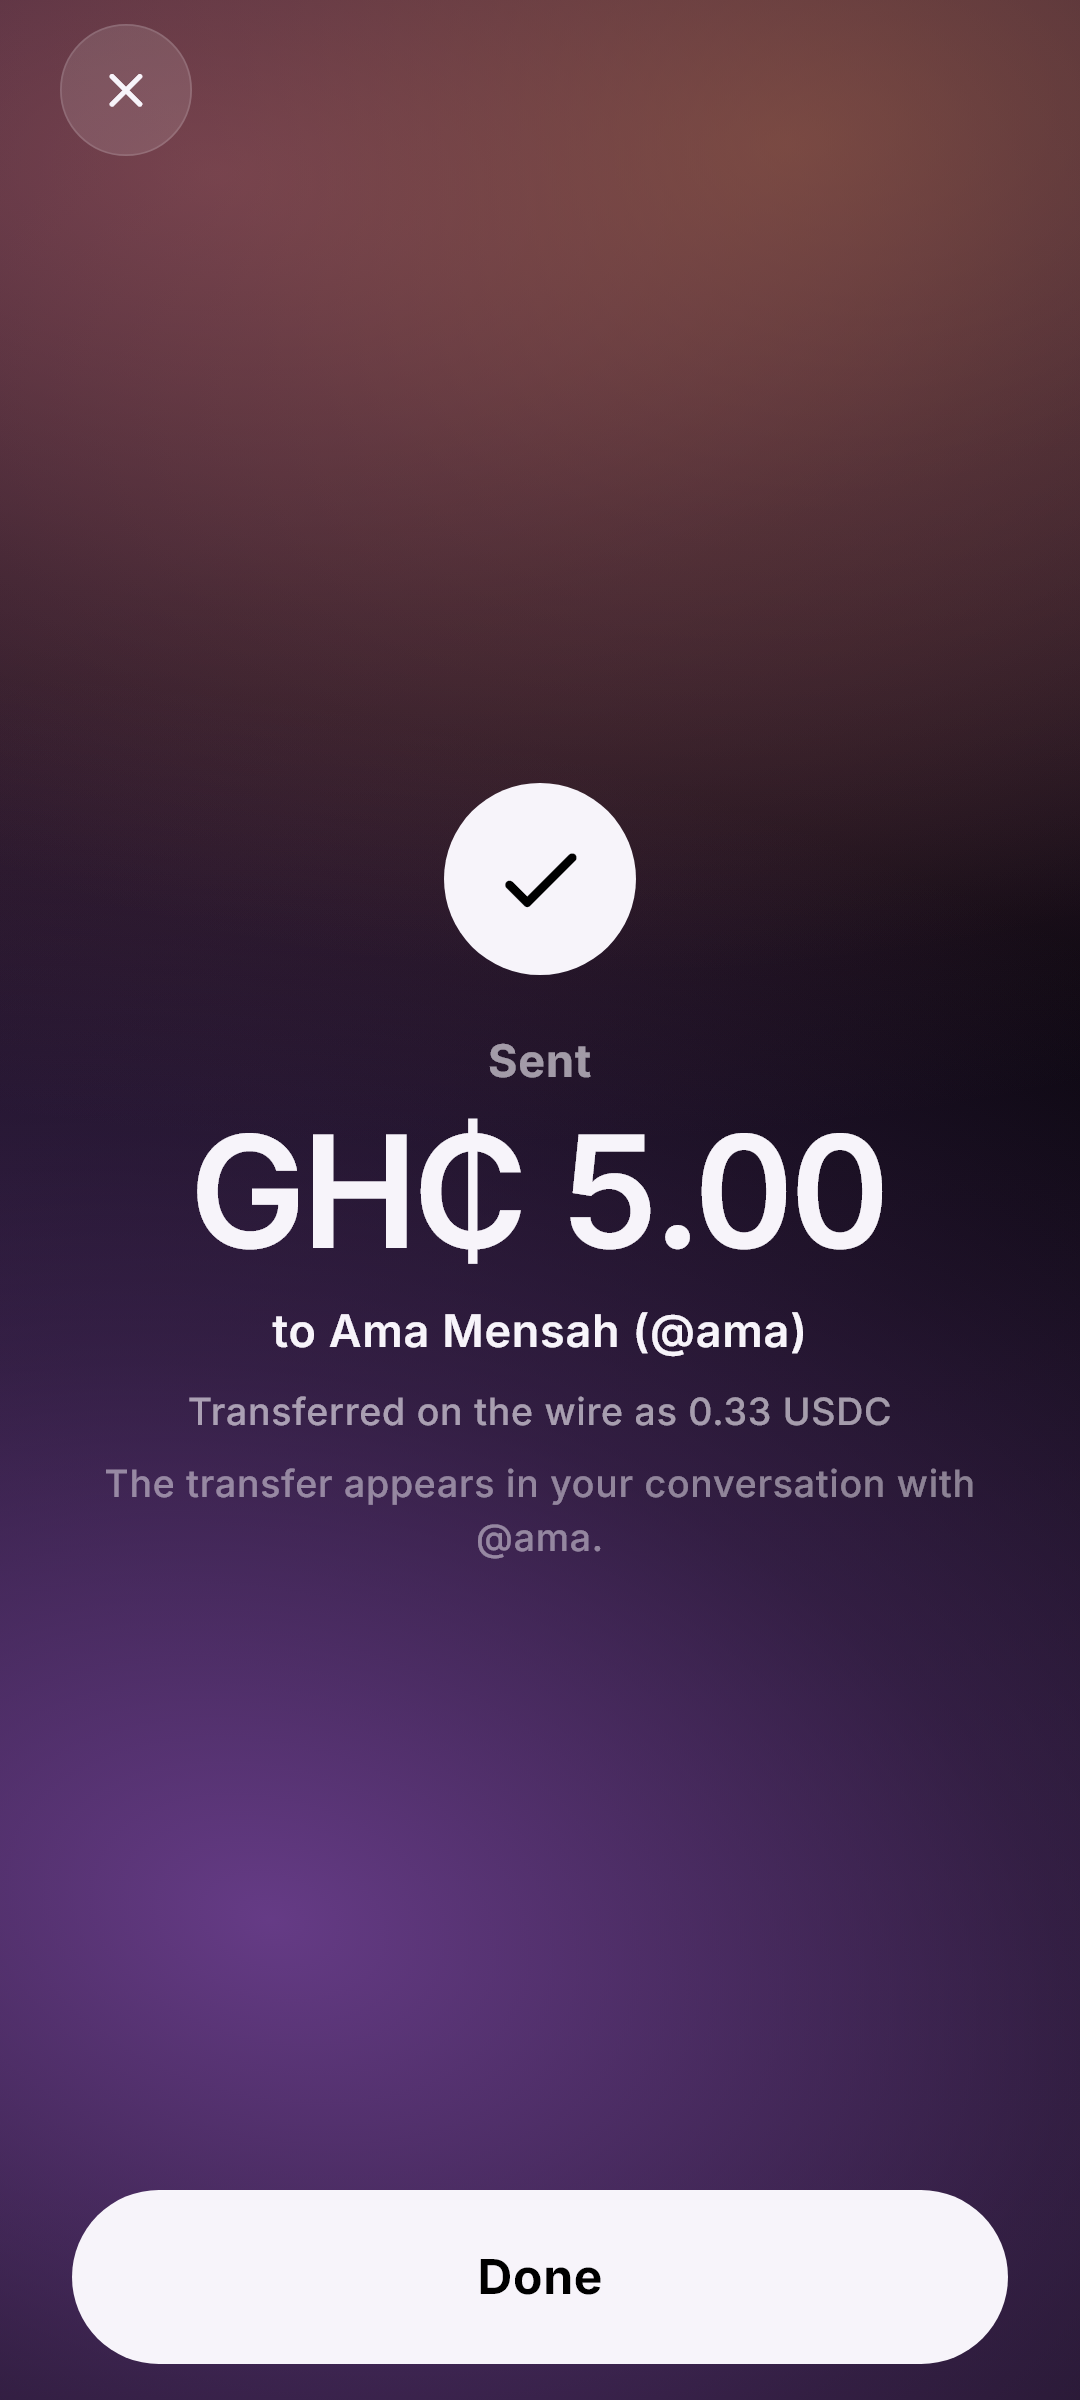 Sent
GH₵ 5.00
to Ama Mensah (@ama)
Transferred on the wire as 0.33 USDC
The transfer appears in your conversation with
@ama.
Done